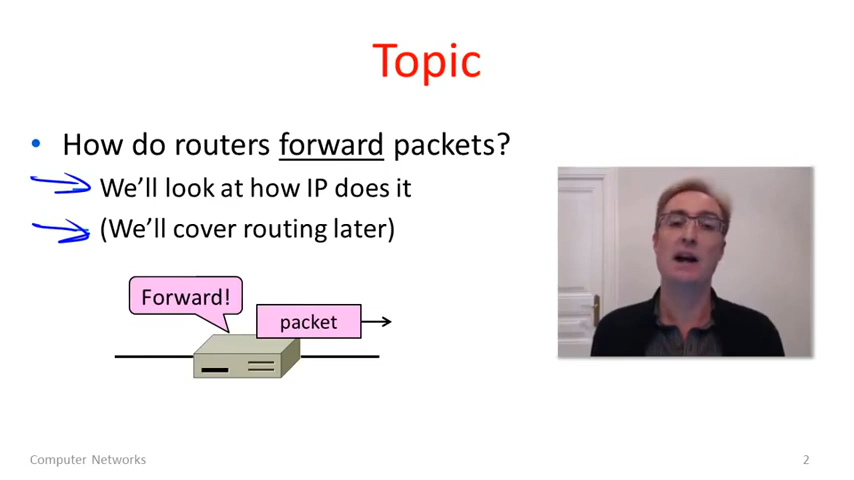 Topic
• How do routers forward packets?
We'll look at how IP does it
(We'll cover routing later)
Forward!
packet
Computer Networks
2